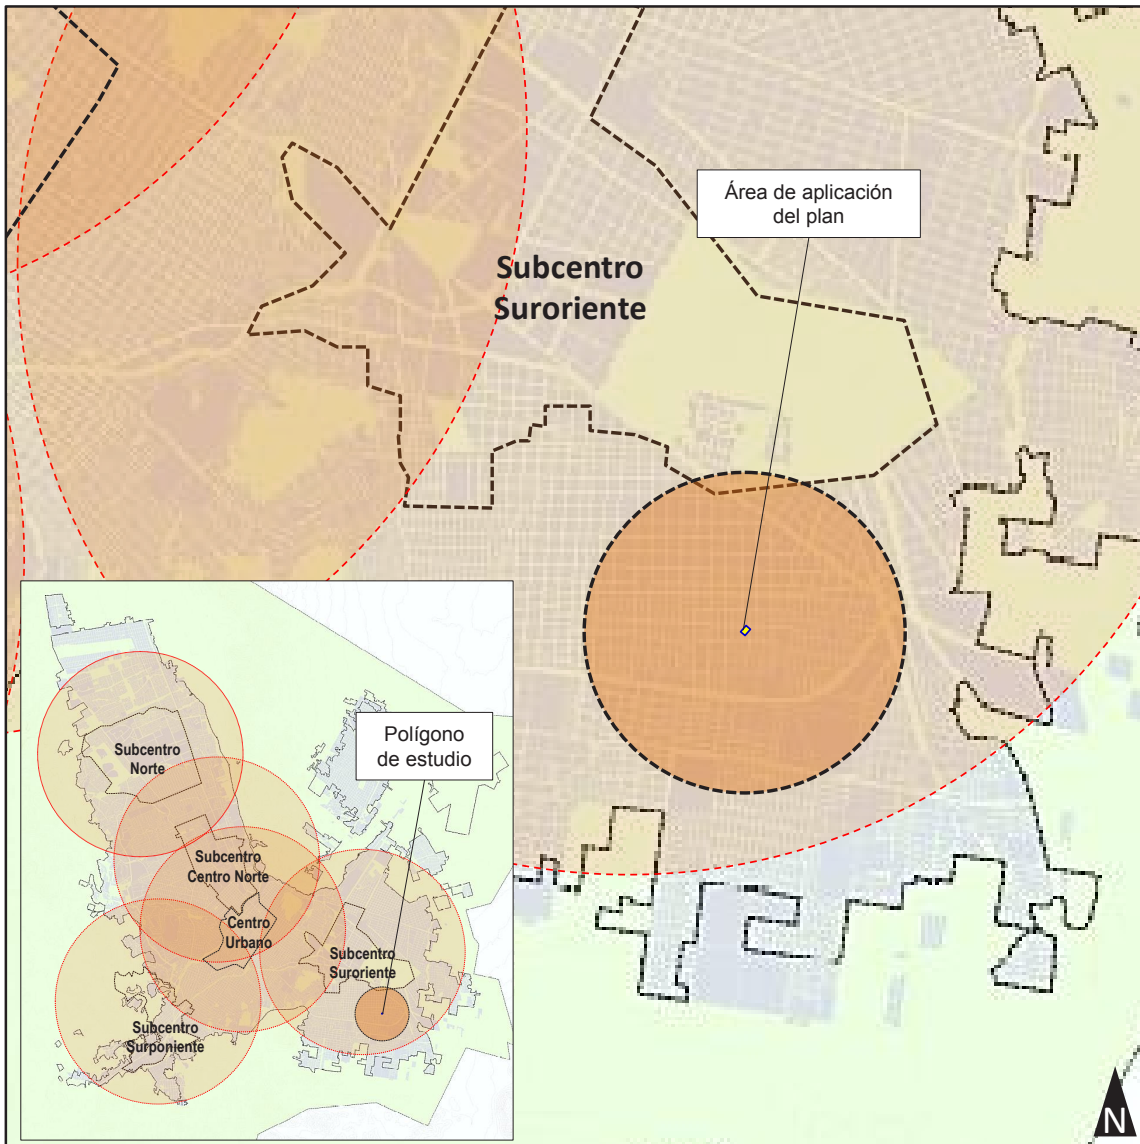 Área de aplicación
del plan
Subcentro
Suroriente
Polígono
de estudio
Subcentro
Norte
Subcentro
Centro Norte
Centro
Urbano
Subcentro
Suroriente
Subcentro
Surponiente
N